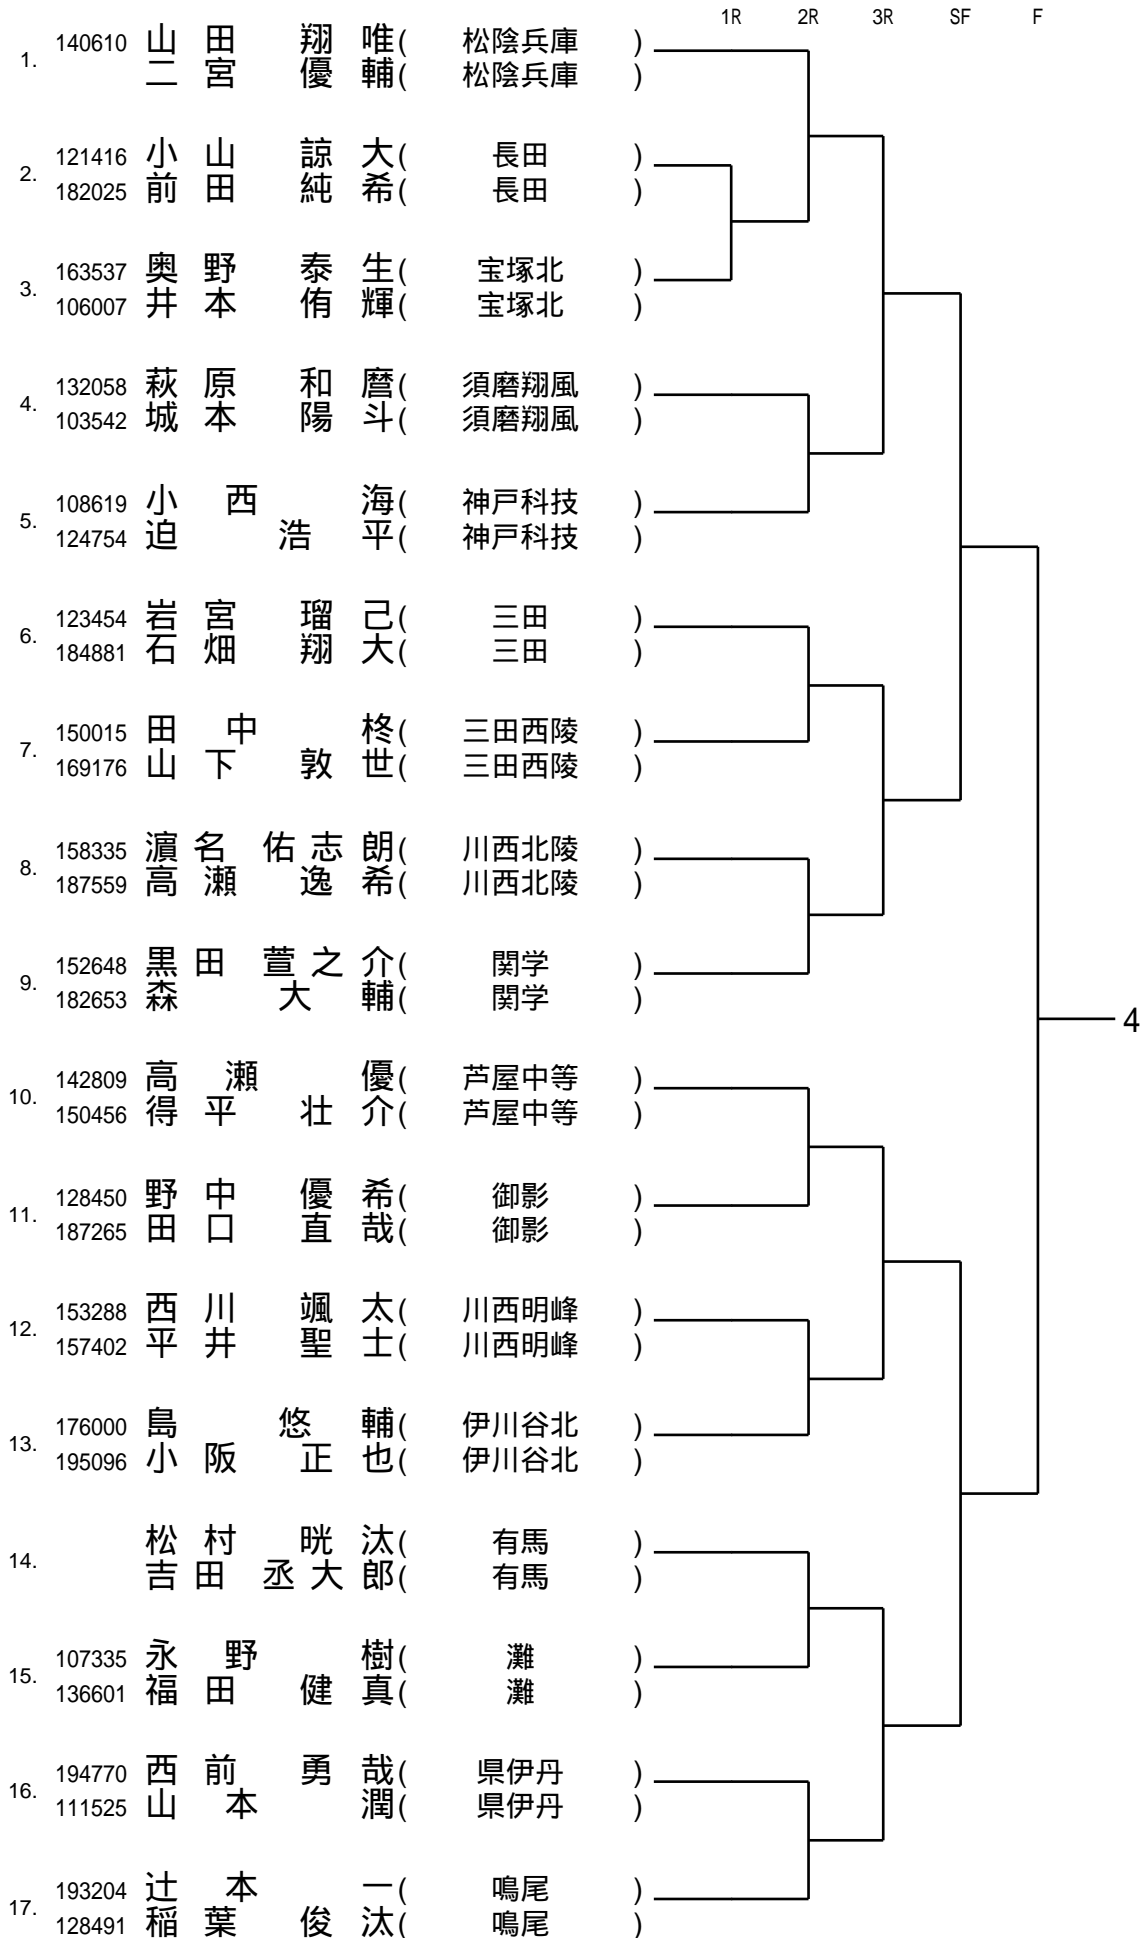 1R 2R 3R SF F
1. 140610 山田 翔唯( 松陰兵庫 )
二宮 優輔( 松陰兵庫 )
2. 121416 小山 諒大( 長田 )
182025 前田 純希( 長田 )
3. 163537 奥野 泰生( 宝塚北 )
106007 井本 侑輝( 宝塚北 )
4. 132058 萩原 和麿( 須磨翔風 )
103542 城本 陽斗( 須磨翔風 )
5. 108619 小西 海( 神戸科技 )
124754 迫 浩平( 神戸科技 )
6. 123454 岩宮 瑠己( 三田 )
184881 石畑 翔大( 三田 )
7. 150015 田中 柊( 三田西陵 )
169176 山下 敦世( 三田西陵 )
8. 158335 濵名 佑志朗( 川西北陵 )
187559 高瀬 逸希( 川西北陵 )
9. 152648 黒田 萱之介( 関学 )
182653 森 大輔( 関学 )
4
10. 142809 高瀬 優( 芦屋中等 )
150456 得平 壮介( 芦屋中等 )
11. 128450 野中 優希( 御影 )
187265 田口 直哉( 御影 )
12. 153288 西川 颯太( 川西明峰 )
157402 平井 聖士( 川西明峰 )
13. 176000 島 悠輔( 伊川谷北 )
195096 小阪 正也( 伊川谷北 )
14. 松村 晄汰( 有馬 )
吉田 丞大郎( 有馬 )
15. 107335 永野 樹( 灘 )
136601 福田 健真( 灘 )
16. 194770 西前 勇哉( 県伊丹 )
111525 山本 潤( 県伊丹 )
17. 193204 辻本 一( 鳴尾 )
128491 稲葉 俊汰( 鳴尾 )